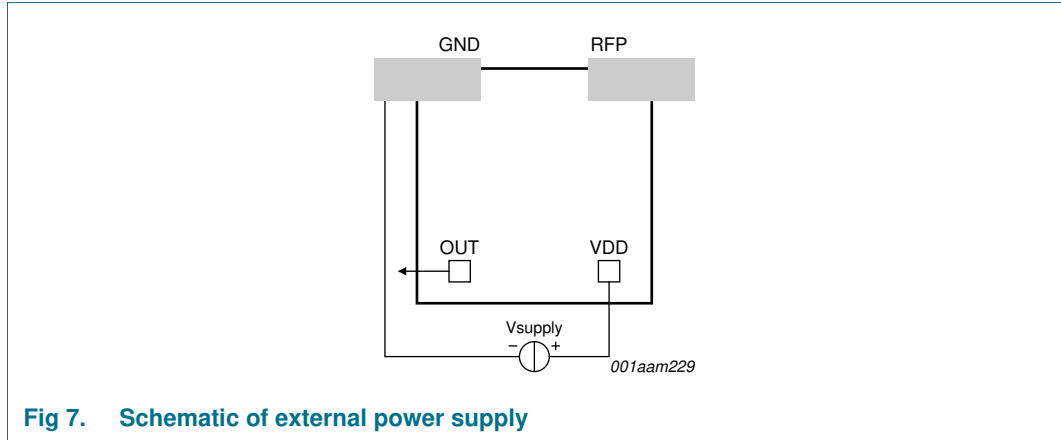 GND RFP
OUT VDD
Vsupply
− +
001aam229
Fig 7. Schematic of external power supply